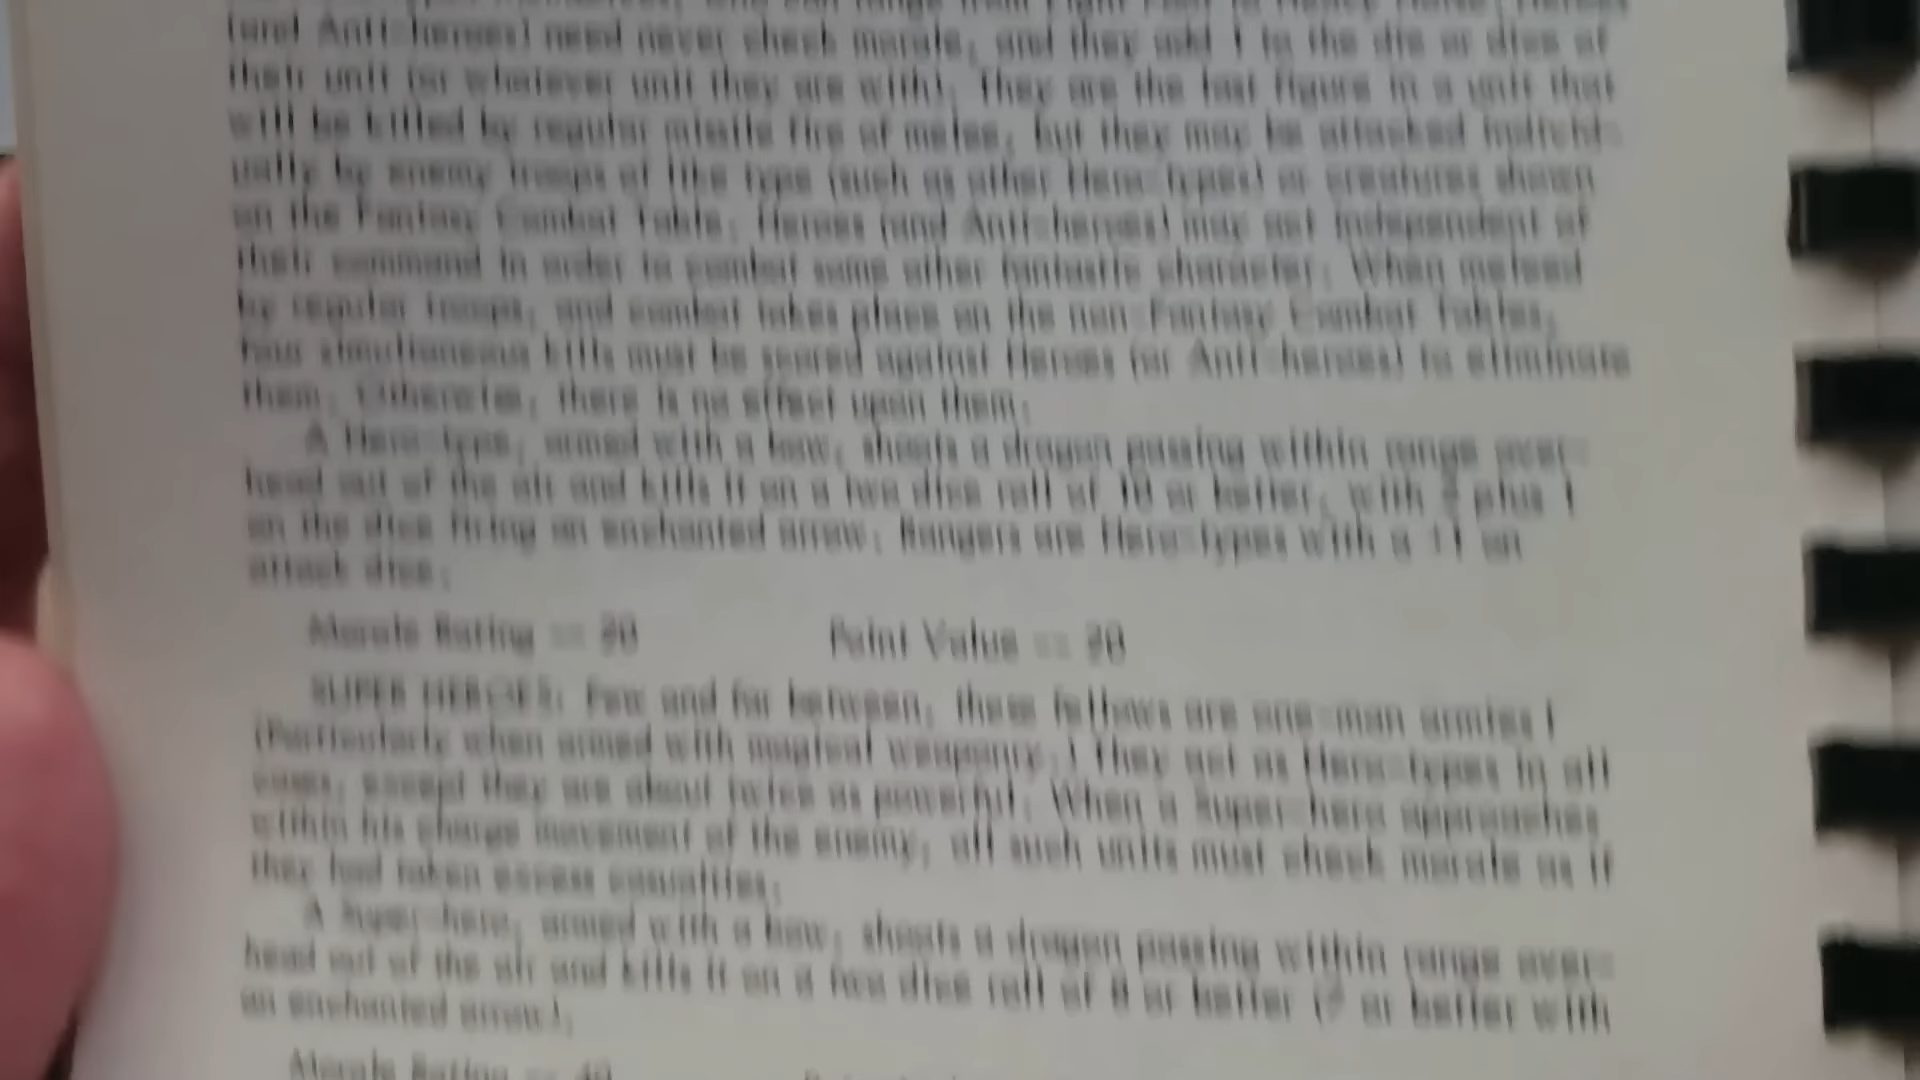 (and Anti-heroes) need never check morale, and they add 1 to the die or dice of
their unit (or whatever unit they are with). They are the last figure in a unit that
will be killed by regular missile fire or melee, but they may be attacked individ-
ually by enemy troops of like type (such as other Hero-types) or creatures shown
on the Fantasy Combat Table. Heroes (and Anti-heroes) may act independent of
their command in order to combat some other fantastic character. When meleed
by regular troops, and combat takes place on the non-Fantasy Combat Tables,
four simultaneous kills must be scored against Heroes (or Anti-heroes) to eliminate
them. Otherwise, there is no effect upon them.
A Hero-type, armed with a bow, shoots a dragon passing within range over-
head out of the air and kills it on a two dice roll of 10 or better, with plus 1
on the dice firing an enchanted arrow. Rangers are Hero-types with a +1 on
attack dice.
Morale Rating -- 20 Point Value -- 20
SUPER HEROES: Few and far between, these fellows are one-man armies!
(Particularly when armed with magical weaponry.) They act as Hero-types in all
cases, except they are about twice as powerful. When a Super-hero approaches
within his charge movement of the enemy, all such units must check morale as if
they had taken excess casualties.
A Super-hero, armed with a bow, shoots a dragon passing within range over-
head out of the air and kills it on a two dice roll of 8 or better ( or better with
an enchanted arrow).
Morale Rating -- 40